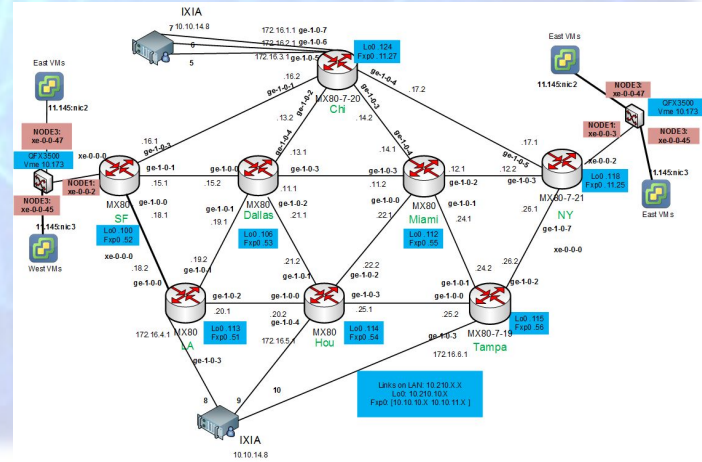 IXIA
7 10.10.14.8
6
5
172.16.1.1 ge-1-0-7
172.16.2.1 ge-1-0-6
172.16.3.1 ge-1-0-5
Lo0 .124
Fxp0 .11.27
MX80-7-20
Chi
.16.2
ge-1-0-1
ge-1-0-2
.13.2
ge-1-0-3
.14.2
ge-1-0-4
.17.2
East VMs
11.145:nic2
NODE3:
xe-0-0-47
QFX3500
Vme 10.173
xe-0-0-0
NODE1:
xe-0-0-2
NODE3:
xe-0-0-45
11.145:nic3
West VMs
East VMs
11.145:nic2
NODE3:
xe-0-0-47
QFX3500
Vme 10.173
NODE1:
xe-0-0-3
NODE3:
xe-0-0-45
xe-0-0-2
11.145:nic3
East VMs
.16.1
ge-1-0-3
ge-1-0-1
.15.1
ge-1-0-0
.18.1
MX80
SF
Lo0 .100
Fxp0 .52
ge-1-0-4
.13.1
ge-1-0-0
.15.2
ge-1-0-3
.11.1
ge-1-0-1
.19.1
ge-1-0-2
.21.1
MX80
Dallas
Lo0 .106
Fxp0 .53
ge-1-0-4
.14.1
ge-1-0-0
.11.2
.12.1
ge-1-0-2
.22.1
ge-1-0-1
.24.1
MX80
Miami
Lo0 .112
Fxp0 .55
.17.1
ge-1-0-5
.12.2
ge-1-0-0
MX80-7-21
NY
Lo0 .118
Fxp0 .11.25
.26.1
ge-1-0-7
xe-0-0-0
xe-0-0-0
.18.2
ge-1-0-0
.19.2
ge-1-0-1
ge-1-0-2
.20.1
MX80
LA
Lo0 .113
Fxp0 .51
172.16.4.1
ge-1-0-3
.21.2
ge-1-0-1
.22.2
ge-1-0-2
ge-1-0-0
.20.2
ge-1-0-3
.25.1
ge-1-0-4
172.16.5.1
MX80
Hou
Lo0 .114
Fxp0 .54
.24.2
ge-1-0-1
.26.2
ge-1-0-2
ge-1-0-0
.25.2
MX80-7-19
Tampa
Lo0 .115
Fxp0 .56
ge-1-0-3
172.16.6.1
8
9
10
IXIA
10.10.14.8
Links on LAN: 10.210.X.X
Lo0: 10.210.10.X
Fxp0: [10.10.10.X 10.10.11.X ]